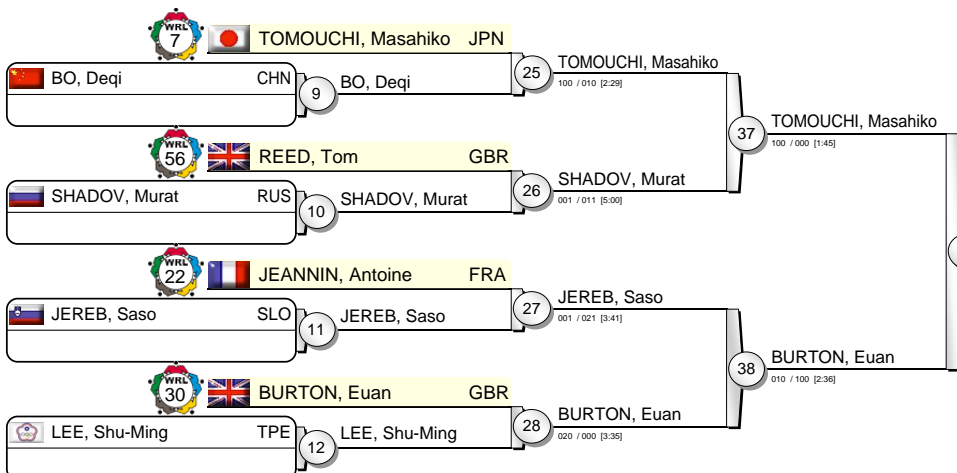 WRL
7
TOMOUCHI, Masahiko JPN
BO, Deqi CHN
9
BO, Deqi
25
TOMOUCHI, Masahiko
100 / 010 [2:29]
37
TOMOUCHI, Masahiko
100 / 000 [1:45]
WRL
56
REED, Tom GBR
SHADOV, Murat RUS
10
SHADOV, Murat
26
SHADOV, Murat
001 / 011 [5:00]
WRL
22
JEANNIN, Antoine FRA
JEREB, Saso SLO
11
JEREB, Saso
27
JEREB, Saso
001 / 021 [3:41]
38
BURTON, Euan
010 / 100 [2:36]
WRL
30
BURTON, Euan GBR
LEE, Shu-Ming TPE
12
LEE, Shu-Ming
28
BURTON, Euan
020 / 000 [3:35]